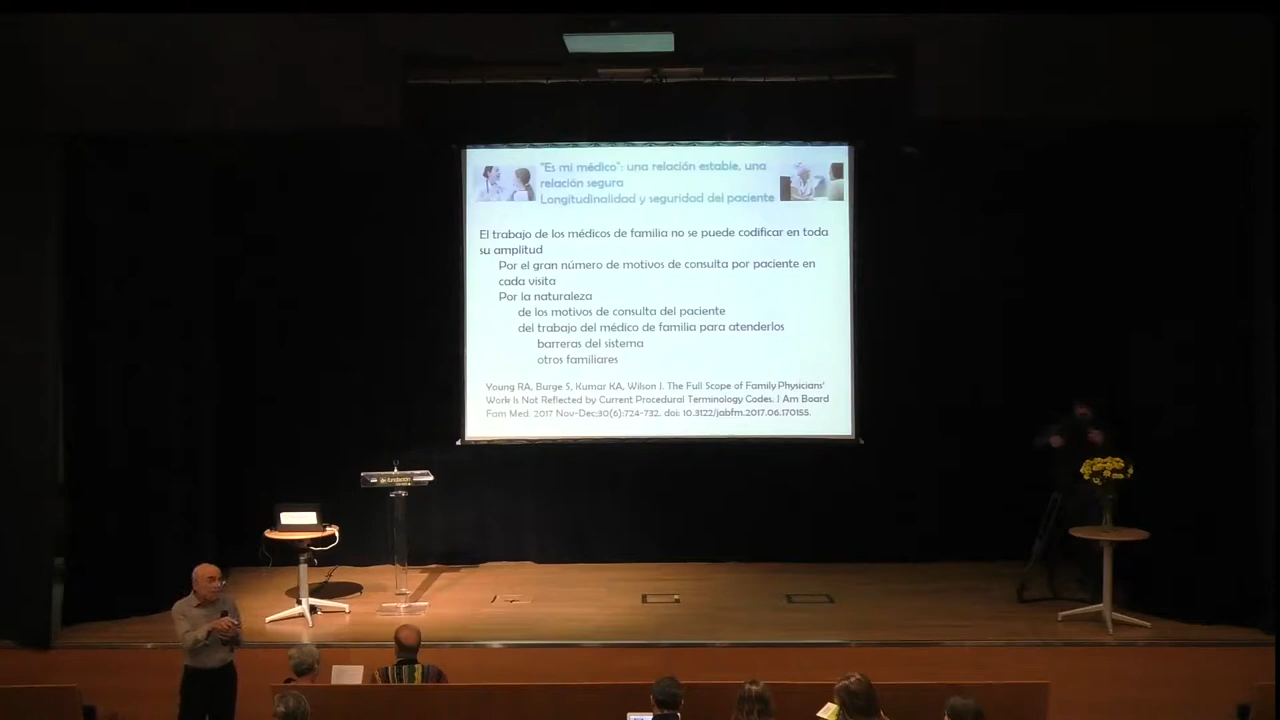 "Es mi médico": una relación estable, una
relación segura
Longitudinalidad y seguridad del paciente
El trabajo de los médicos de familia no se puede codificar en toda
su amplitud
Por el gran número de motivos de consulta por paciente en
cada visita
Por la naturaleza
de los motivos de consulta del paciente
del trabajo del médico de familia para atenderlos
barreras del sistema
otros familiares
Young RA, Burge S, Kumar KA, Wilson J. The Full Scope of Family Physicians'
Work Is Not Reflected by Current Procedural Terminology Codes. J Am Board
Fam Med. 2017 Nov-Dec;30(6):724-732. doi: 10.3122/jabfm.2017.06.170155.
fundación